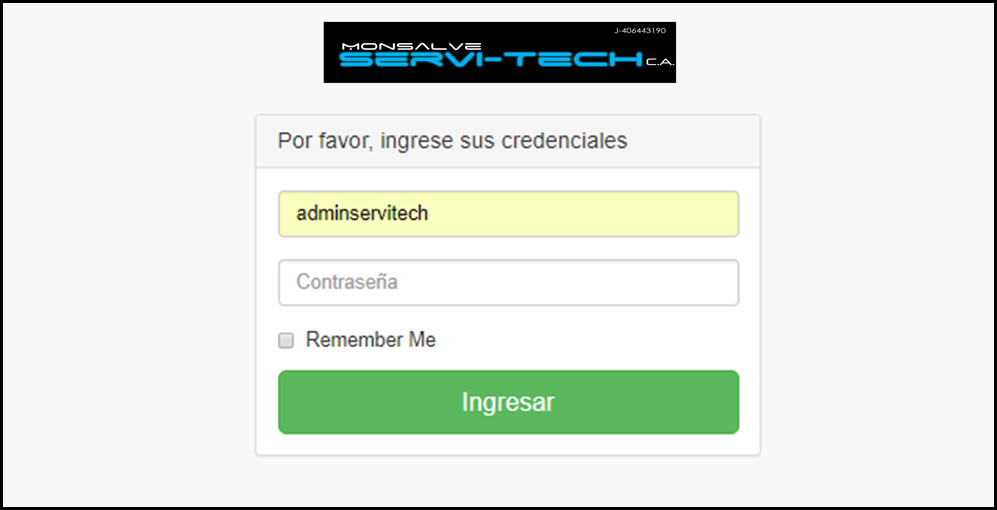 J-406443190
MONSALVE
SERVI-TECH C.A.
Por favor, ingrese sus credenciales
adminservitech
Contraseña
Remember Me
Ingresar